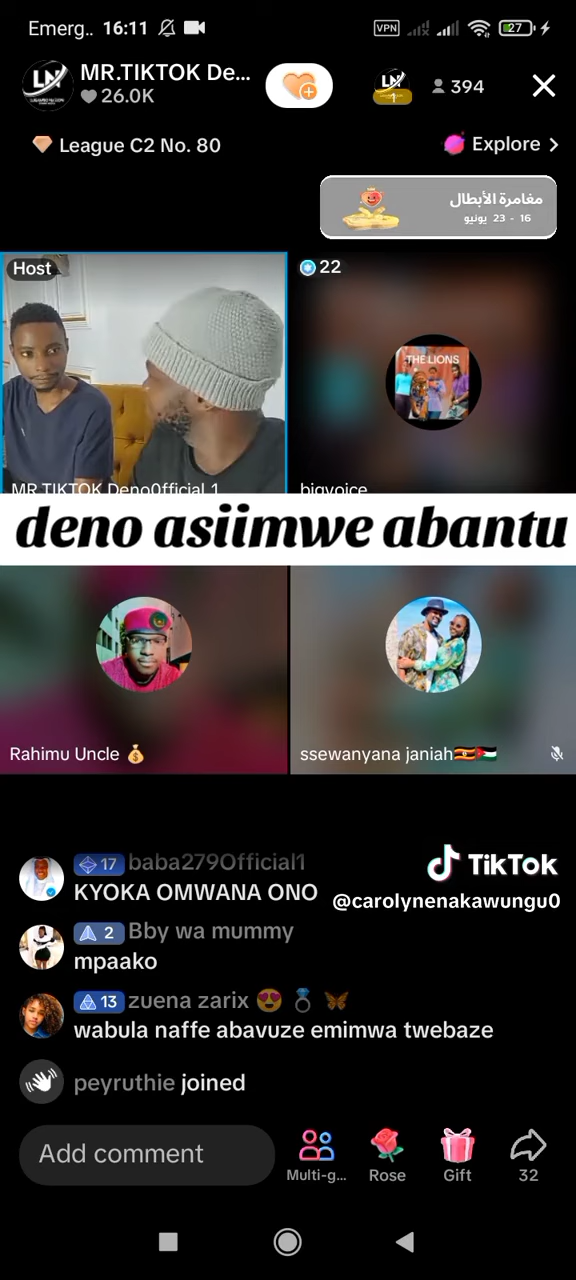 Emerg.. 16:11 VPN 27
LN MR.TIKTOK De... 394
26.0K
League C2 No. 80 Explore
مغامرة الأبطال
16 - 23 يونيو
Host 22
THE LIONS
MR.TIKTOK Deno0fficial 1 bigvoice
deno asiimwe abantu
Rahimu Uncle ssewanyana janiah
17 baba279Official1
KYOKA OMWANA ONO
TikTok
@carolynenakawungu0
2 Bby wa mummy
mpaako
13 zuena zarix
wabula naffe abavuze emimwa twebaze
peyruthie joined
Add comment Multi-g... Rose Gift 32